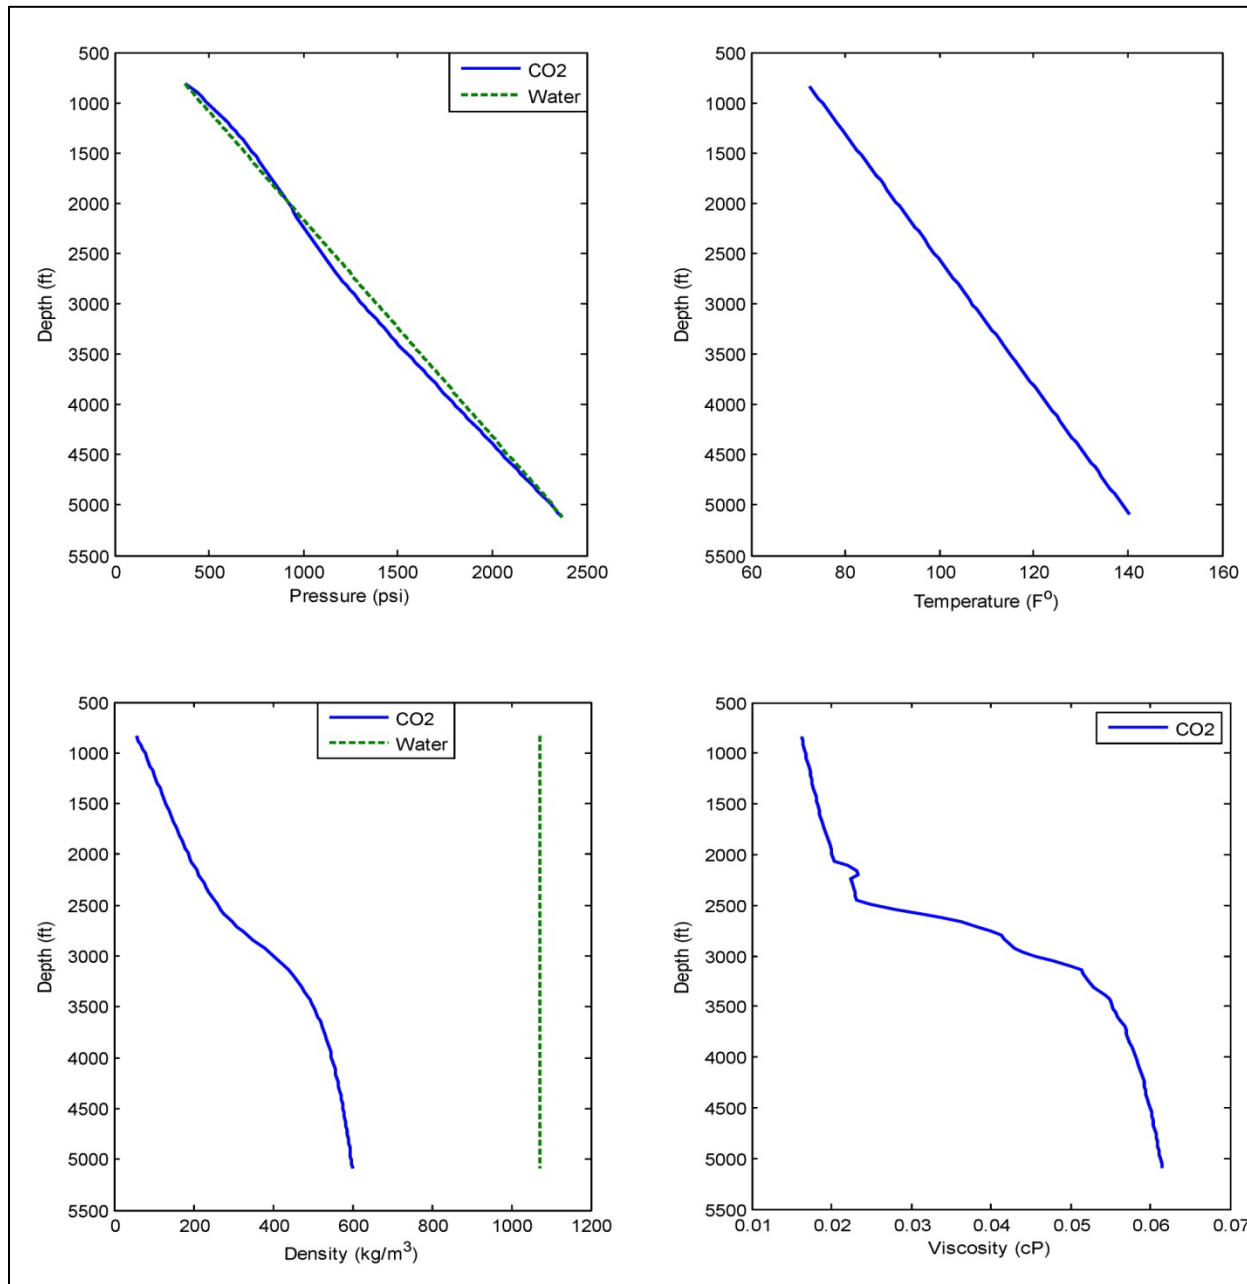 500
1000
1500
2000
2500
3000
3500
4000
4500
5000
5500
Depth (ft)
0 500 1000 1500 2000 2500
Pressure (psi)
CO2
Water
500
1000
1500
2000
2500
3000
3500
4000
4500
5000
5500
Depth (ft)
60 80 100 120 140 160
Temperature (Fo)
500
1000
1500
2000
2500
3000
3500
4000
4500
5000
5500
Depth (ft)
0 200 400 600 800 1000 1200
Density (kg/m3)
CO2
Water
500
1000
1500
2000
2500
3000
3500
4000
4500
5000
5500
Depth (ft)
0.01 0.02 0.03 0.04 0.05 0.06 0.07
Viscosity (cP)
CO2